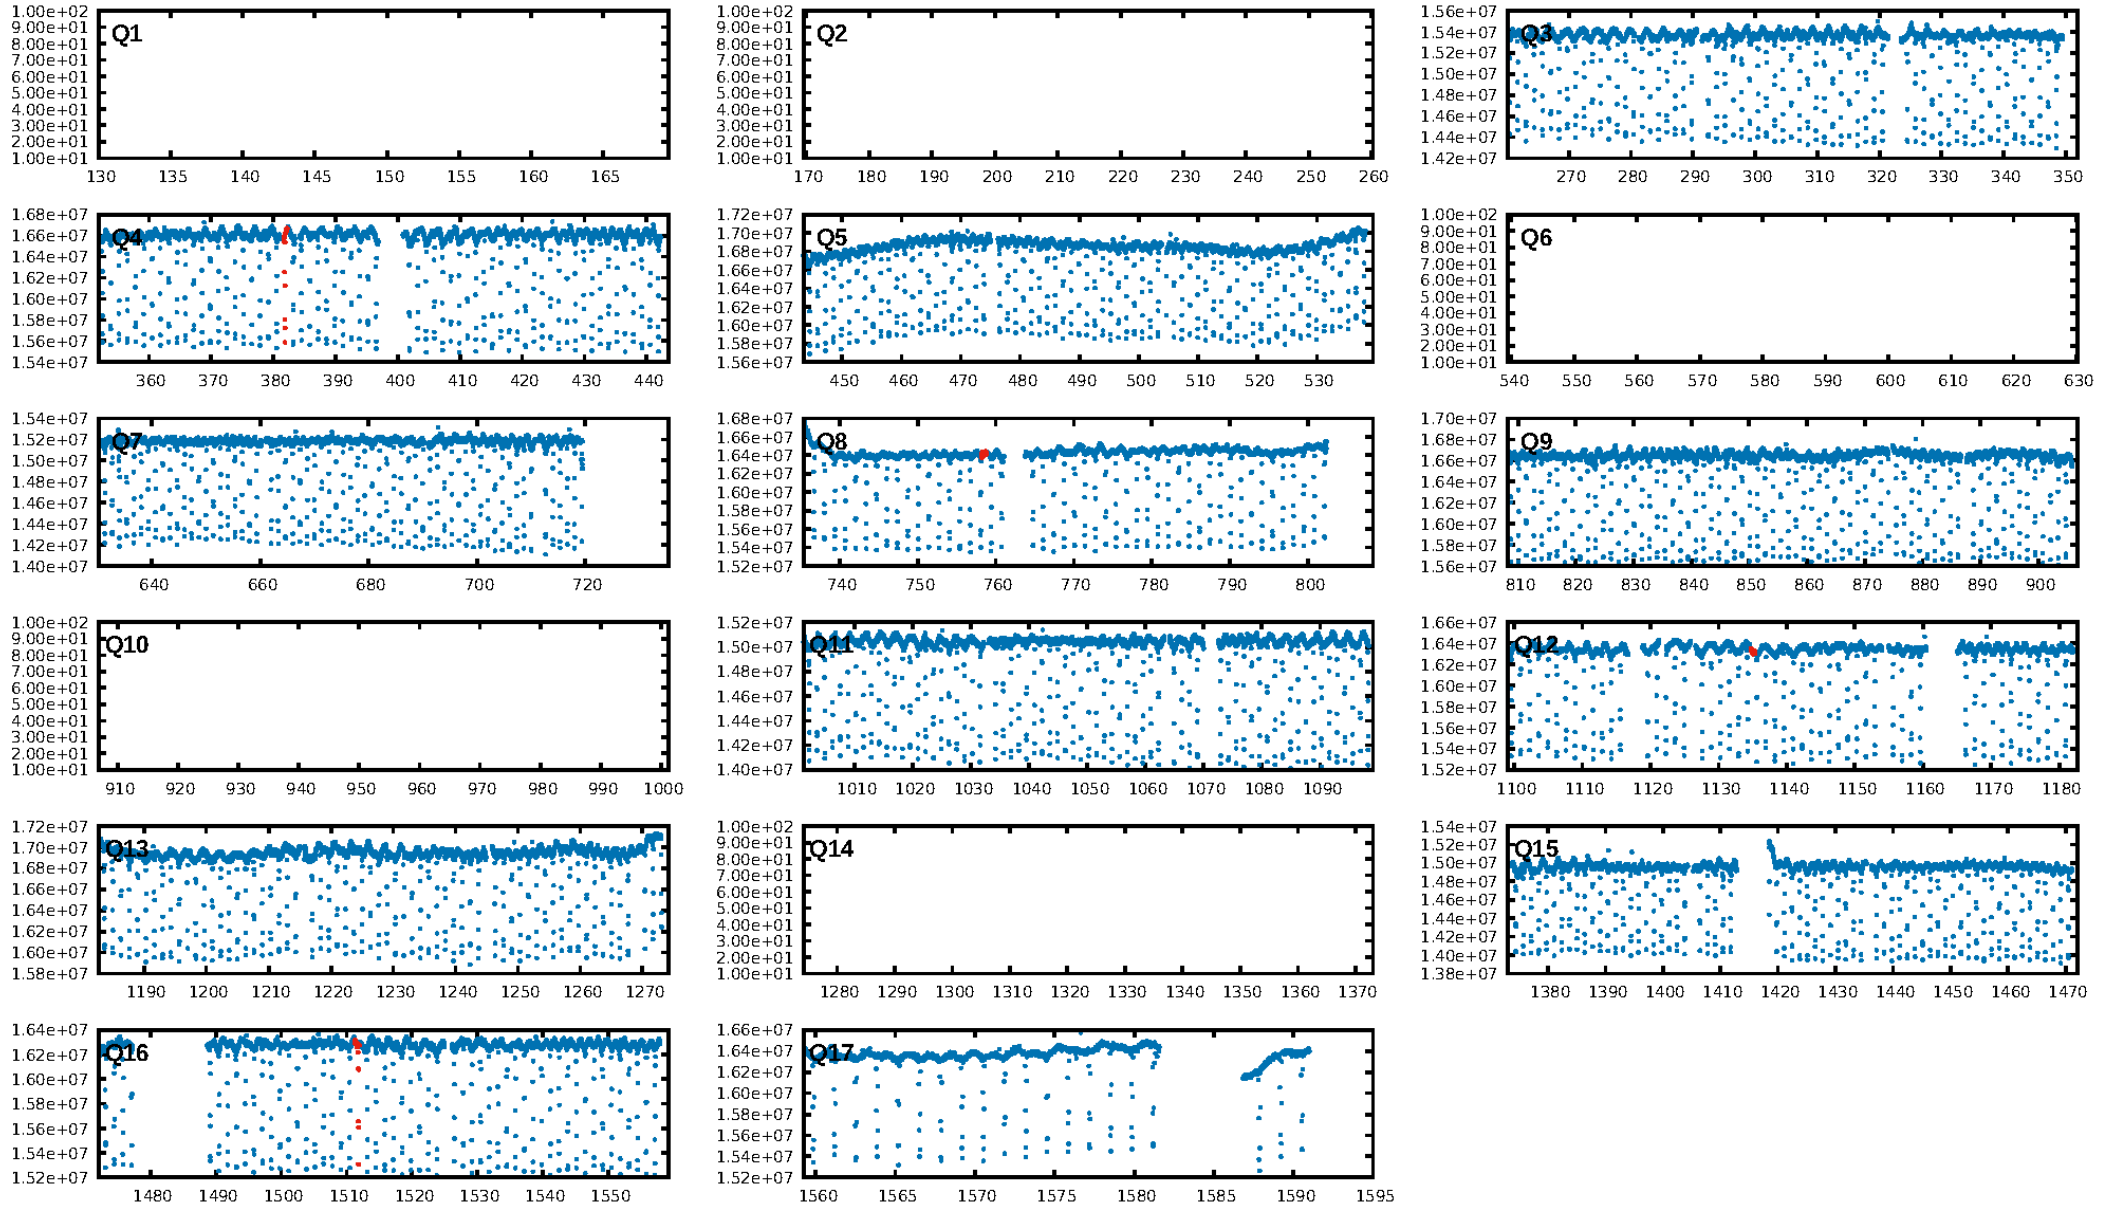 Q1
1.00e+02
9.00e+01
8.00e+01
7.00e+01
6.00e+01
5.00e+01
4.00e+01
3.00e+01
2.00e+01
1.00e+01
130 135 140 145 150 155 160 165
Q2
1.00e+02
9.00e+01
8.00e+01
7.00e+01
6.00e+01
5.00e+01
4.00e+01
3.00e+01
2.00e+01
1.00e+01
170 180 190 200 210 220 230 240 250 260
Q3
1.56e+07
1.54e+07
1.52e+07
1.50e+07
1.48e+07
1.46e+07
1.44e+07
1.42e+07
270 280 290 300 310 320 330 340 350
Q4
1.68e+07
1.66e+07
1.64e+07
1.62e+07
1.60e+07
1.58e+07
1.56e+07
1.54e+07
360 370 380 390 400 410 420 430 440
Q5
1.72e+07
1.70e+07
1.68e+07
1.66e+07
1.64e+07
1.62e+07
1.60e+07
1.58e+07
1.56e+07
450 460 470 480 490 500 510 520 530
Q6
1.00e+02
9.00e+01
8.00e+01
7.00e+01
6.00e+01
5.00e+01
4.00e+01
3.00e+01
2.00e+01
1.00e+01
540 550 560 570 580 590 600 610 620 630
Q7
1.54e+07
1.52e+07
1.50e+07
1.48e+07
1.46e+07
1.44e+07
1.42e+07
1.40e+07
640 660 680 700 720
Q8
1.68e+07
1.66e+07
1.64e+07
1.62e+07
1.60e+07
1.58e+07
1.56e+07
1.54e+07
1.52e+07
740 750 760 770 780 790 800
Q9
1.70e+07
1.68e+07
1.66e+07
1.64e+07
1.62e+07
1.60e+07
1.58e+07
1.56e+07
810 820 830 840 850 860 870 880 890 900
Q10
1.00e+02
9.00e+01
8.00e+01
7.00e+01
6.00e+01
5.00e+01
4.00e+01
3.00e+01
2.00e+01
1.00e+01
910 920 930 940 950 960 970 980 990 1000
Q11
1.52e+07
1.50e+07
1.48e+07
1.46e+07
1.44e+07
1.42e+07
1.40e+07
1010 1020 1030 1040 1050 1060 1070 1080 1090
Q12
1.66e+07
1.64e+07
1.62e+07
1.60e+07
1.58e+07
1.56e+07
1.54e+07
1.52e+07
1100 1110 1120 1130 1140 1150 1160 1170 1180
Q13
1.72e+07
1.70e+07
1.68e+07
1.66e+07
1.64e+07
1.62e+07
1.60e+07
1.58e+07
1190 1200 1210 1220 1230 1240 1250 1260 1270
Q14
1.00e+02
9.00e+01
8.00e+01
7.00e+01
6.00e+01
5.00e+01
4.00e+01
3.00e+01
2.00e+01
1.00e+01
1280 1290 1300 1310 1320 1330 1340 1350 1360 1370
Q15
1.54e+07
1.52e+07
1.50e+07
1.48e+07
1.46e+07
1.44e+07
1.42e+07
1.40e+07
1.38e+07
1380 1390 1400 1410 1420 1430 1440 1450 1460 1470
Q16
1.64e+07
1.62e+07
1.60e+07
1.58e+07
1.56e+07
1.54e+07
1.52e+07
1480 1490 1500 1510 1520 1530 1540 1550
Q17
1.66e+07
1.64e+07
1.62e+07
1.60e+07
1.58e+07
1.56e+07
1.54e+07
1.52e+07
1560 1565 1570 1575 1580 1585 1590 1595